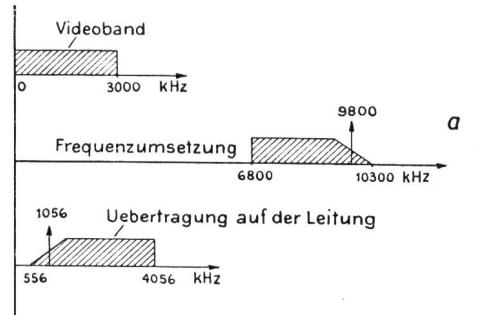 Videoband
0 3000 kHz
9800
a
Frequenzumsetzung
6800 10300 kHz
1056 Uebertragung auf der Leitung
556 4056 kHz